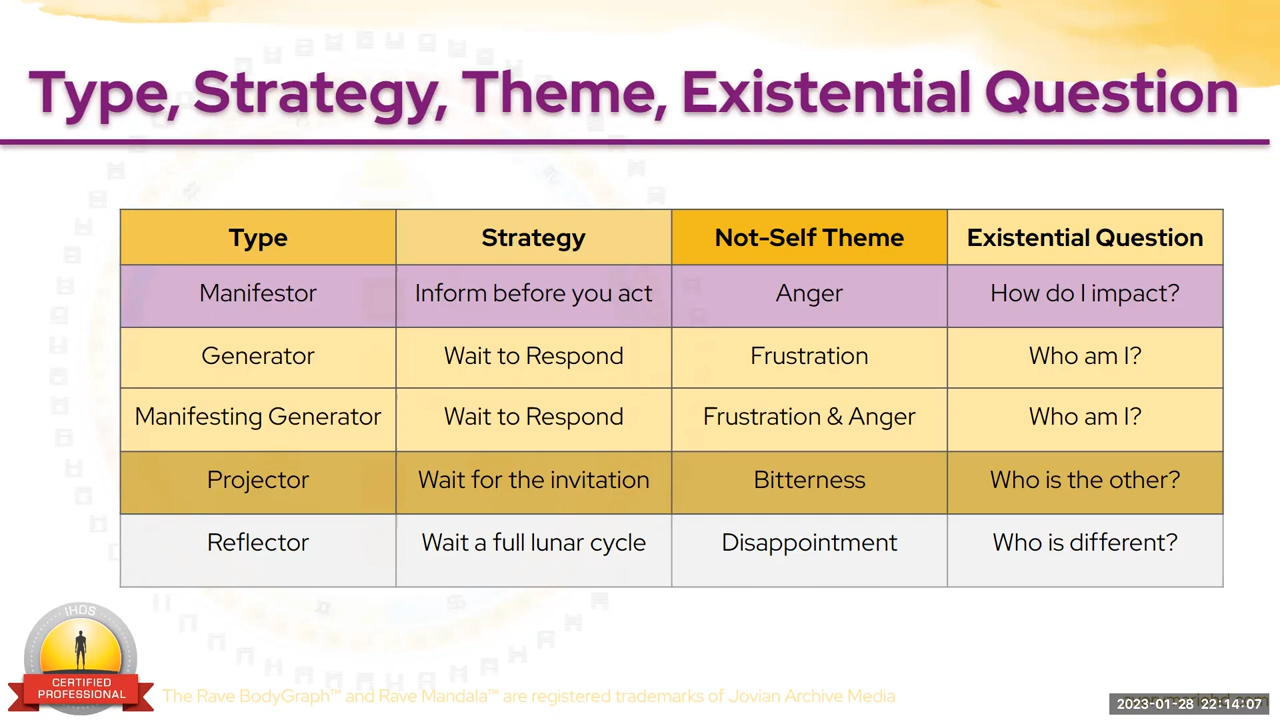 Type, Strategy, Theme, Existential Question
Type Strategy Not-Self Theme Existential Question
Manifestor Inform before you act Anger How do I impact?
Generator Wait to Respond Frustration Who am I?
Manifesting Generator Wait to Respond Frustration & Anger Who am I?
Projector Wait for the invitation Bitterness Who is the other?
Reflector Wait a full lunar cycle Disappointment Who is different?
IHDS
CERTIFIED
PROFESSIONAL
The Rave BodyGraph™ and Rave Mandala™ are registered trademarks of Jovian Archive Media
2023-01-28 22:14:07